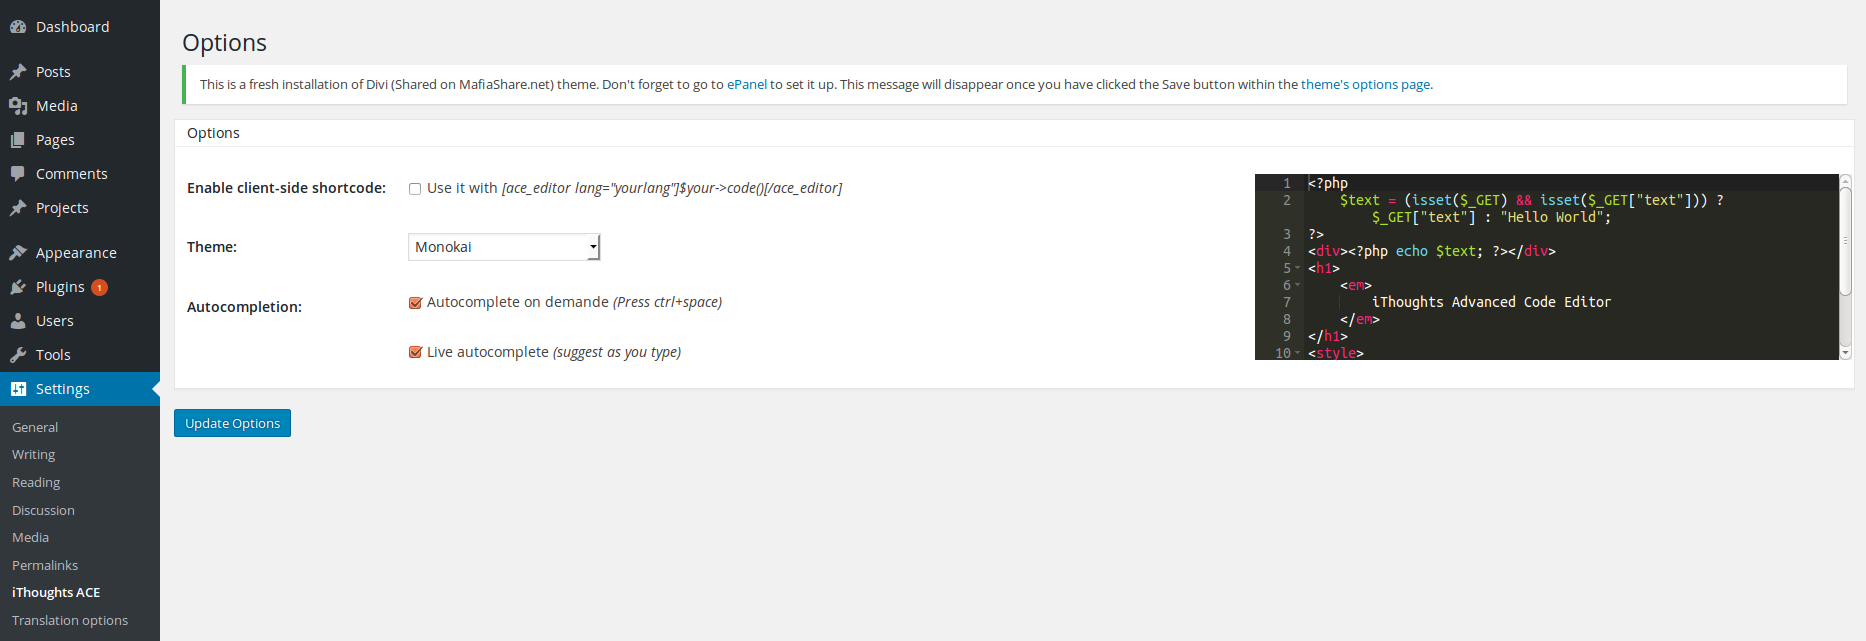 Dashboard
Posts
Media
Pages
Comments
Projects
Appearance
Plugins 1
Users
Tools
Settings
General
Writing
Reading
Discussion
Media
Permalinks
iThoughts ACE
Translation options
Options
This is a fresh installation of Divi (Shared on MafiaShare.net) theme. Don't forget to go to ePanel to set it up. This message will disappear once you have clicked the Save button within the theme's options page.
Options
Enable client-side shortcode: Use it with [ace_editor lang="yourlang"]$your->code()[/ace_editor]
Theme: Monokai
Autocompletion: Autocomplete on demande (Press ctrl+space)
Live autocomplete (suggest as you type)
1 <?php
2 $text = (isset($_GET) && isset($_GET["text"])) ?
$_GET["text"] : "Hello World";
3 ?>
4 <div><?php echo $text; ?></div>
5 <h1>
6 <em>
7 iThoughts Advanced Code Editor
8 </em>
9 </h1>
10 <style>
Update Options